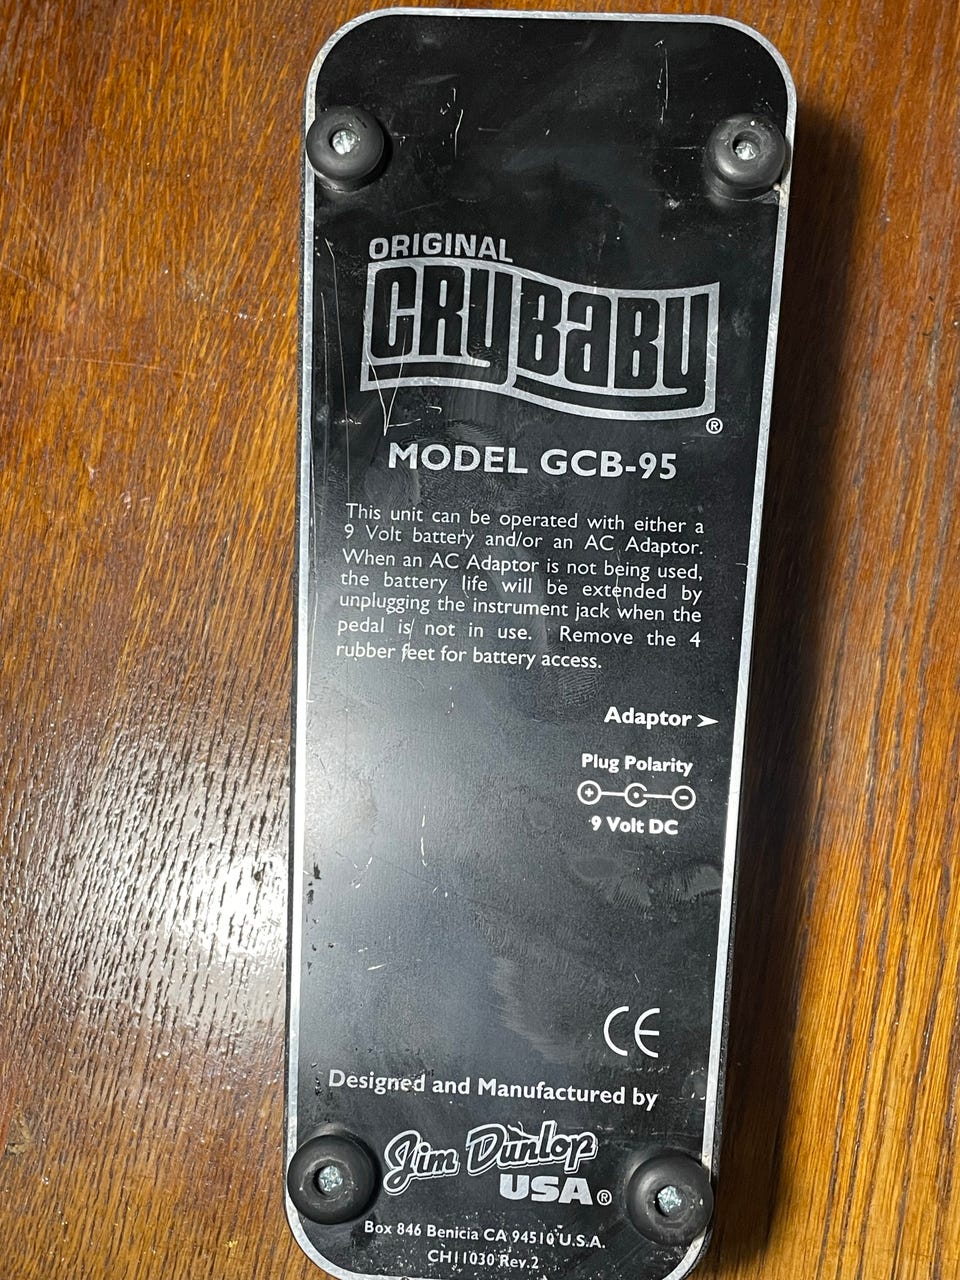 ORIGINAL
CRYBABY
®
MODEL GCB-95
This unit can be operated with either a
9 Volt battery and/or an AC Adaptor.
When an AC Adaptor is not being used,
the battery life will be extended by
unplugging the instrument jack when the
pedal is not in use. Remove the 4
rubber feet for battery access.
Adaptor ➤
Plug Polarity
+ -
9 Volt DC
CE
Designed and Manufactured by
Jim Dunlop
USA®
Box 846 Benicia CA 94510 U.S.A.
CH11030 Rev.2